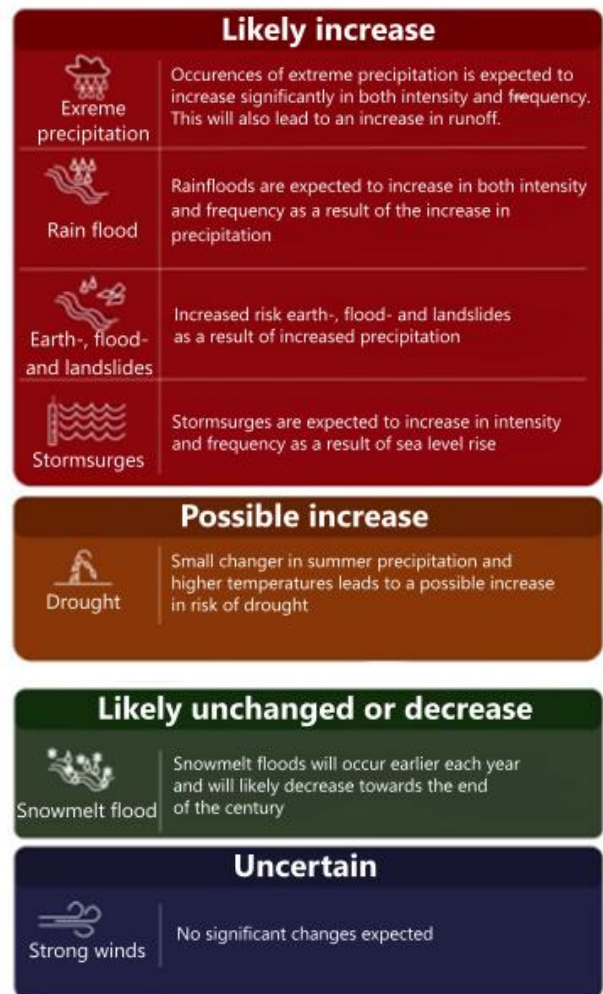 Likely increase
Exreme
precipitation
Occurences of extreme precipitation is expected to
increase significantly in both intensity and frequency.
This will also lead to an increase in runoff.
Rain flood
Rainfloods are expected to increase in both intensity
and frequency as a result of the increase in
precipitation
Earth-, flood-
and landslides
Increased risk earth-, flood- and landslides
as a result of increased precipitation
Stormsurges
Stormsurges are expected to increase in intensity
and frequency as a result of sea level rise
Possible increase
Drought
Small changer in summer precipitation and
higher temperatures leads to a possible increase
in risk of drought
Likely unchanged or decrease
Snowmelt flood
Snowmelt floods will occur earlier each year
and will likely decrease towards the end
of the century
Uncertain
Strong winds
No significant changes expected